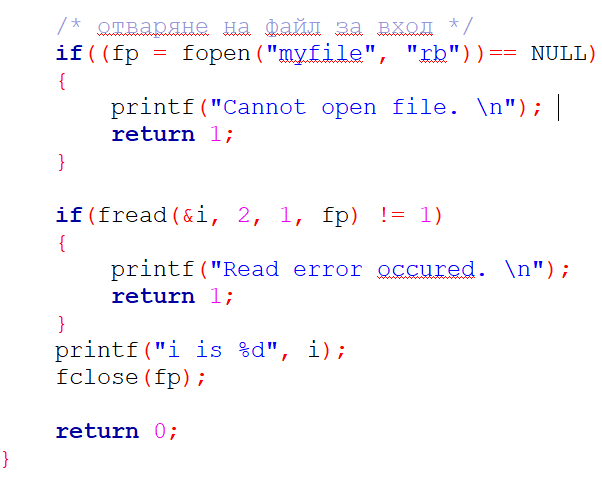 /* отваряне на файл за вход */
if((fp = fopen("myfile", "rb"))== NULL)
{
printf("Cannot open file. \n");
return 1;
}
if(fread(&i, 2, 1, fp) != 1)
{
printf("Read error occured. \n");
return 1;
}
printf("i is %d", i);
fclose(fp);
return 0;
}